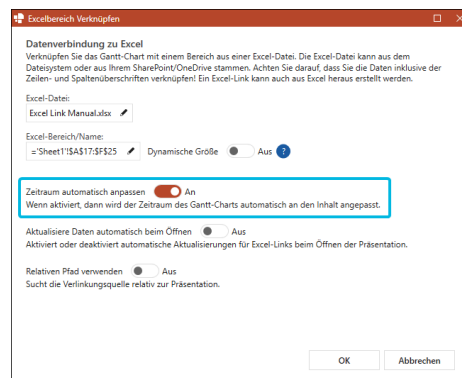 Excelbereich Verknüpfen
Datenverbindung zu Excel
Verknüpfen Sie das Gantt-Chart mit einem Bereich aus einer Excel-Datei. Die Excel-Datei kann aus dem
Dateisystem oder aus Ihrem SharePoint/OneDrive stammen. Achten Sie darauf, dass Sie die Daten inklusive der
Zeilen- und Spaltenüberschriften verknüpfen! Ein Excel-Link kann auch aus Excel heraus erstellt werden.
Excel-Datei:
Excel Link Manual.xlsx
Excel-Bereich/Name:
='Sheet1'!$A$17:$F$25 Dynamische Größe Aus ?
Zeitraum automatisch anpassen An
Wenn aktiviert, dann wird der Zeitraum des Gantt-Charts automatisch an den Inhalt angepasst.
Aktualisiere Daten automatisch beim Öffnen Aus
Aktiviert oder deaktiviert automatische Aktualisierungen für Excel-Links beim Öffnen der Präsentation.
Relativen Pfad verwenden Aus
Sucht die Verlinkungsquelle relativ zur Präsentation.
OK Abbrechen